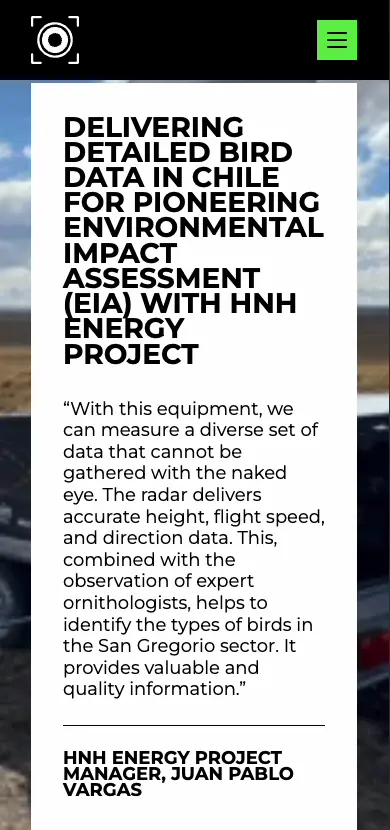 DELIVERING
DETAILED BIRD
DATA IN CHILE
FOR PIONEERING
ENVIRONMENTAL
IMPACT
ASSESSMENT
(EIA) WITH HNH
ENERGY
PROJECT
“With this equipment, we
can measure a diverse set of
data that cannot be
gathered with the naked
eye. The radar delivers
accurate height, flight speed,
and direction data. This,
combined with the
observation of expert
ornithologists, helps to
identify the types of birds in
the San Gregorio sector. It
provides valuable and
quality information.”
HNH ENERGY PROJECT
MANAGER, JUAN PABLO
VARGAS